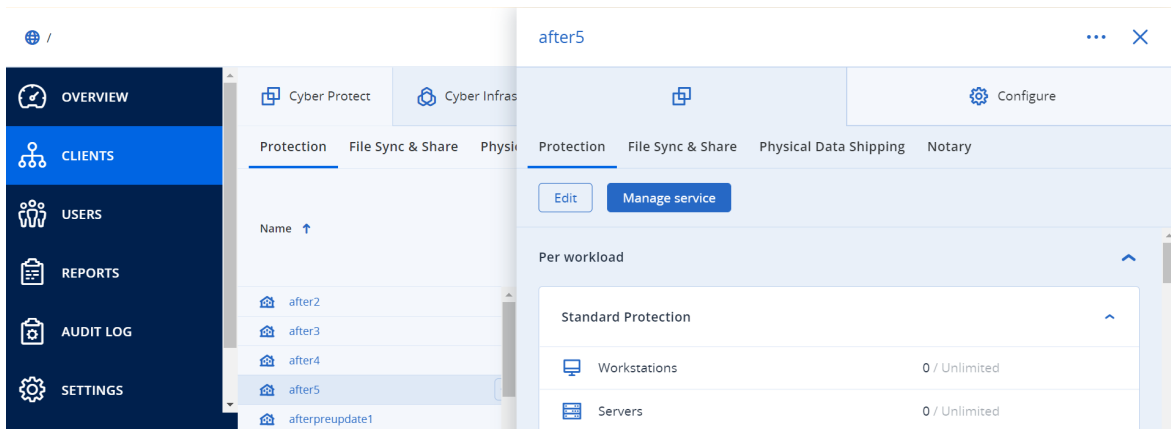 /
after5
OVERVIEW
CLIENTS
USERS
REPORTS
AUDIT LOG
SETTINGS
Cyber Protect
Cyber Infras
Protection File Sync & Share Physi
Name
after2
after3
after4
after5
afterpreupdate1
Configure
Protection File Sync & Share Physical Data Shipping Notary
Edit Manage service
Per workload
Standard Protection
Workstations 0 / Unlimited
Servers 0 / Unlimited